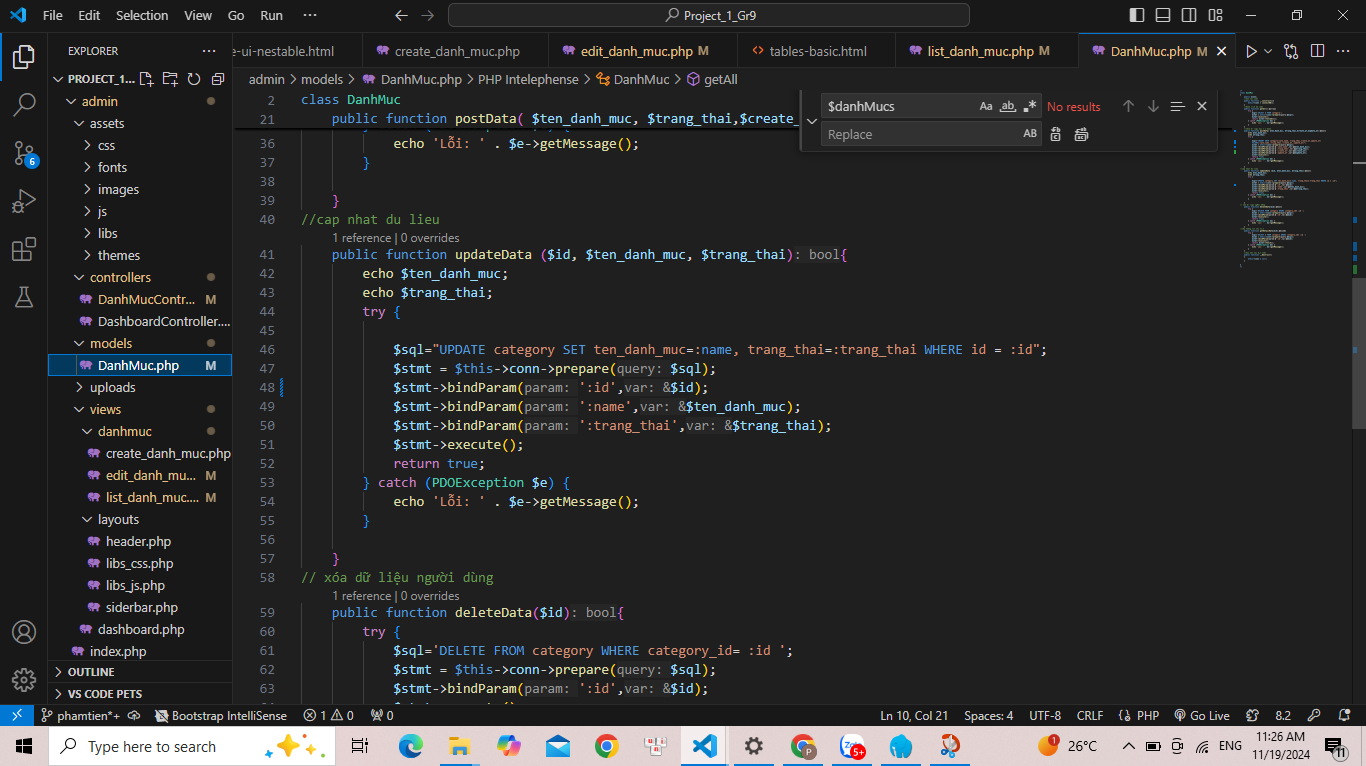 File Edit Selection View Go Run ··· Project_1_Gr9
EXPLORER ···
PROJECT_1...
admin
assets
css
fonts
images
js
libs
themes
controllers
DanhMucContr... M
DashboardController....
models
DanhMuc.php M
uploads
views
danhmuc
create_danh_muc.php
edit_danh_mu... M
list_danh_muc.... M
layouts
header.php
libs_css.php
libs_js.php
siderbar.php
dashboard.php
index.php
OUTLINE
VS CODE PETS
6
e-ui-nestable.html create_danh_muc.php edit_danh_muc.php M tables-basic.html list_danh_muc.php M DanhMuc.php M
admin > models > DanhMuc.php > PHP Intelephense > DanhMuc > getAll
$danhMucs Aa ab No results
Replace AB
2 class DanhMuc
21 public function postData( $ten_danh_muc, $trang_thai,$create_
36 echo 'Lỗi: ' . $e->getMessage();
37 }
38
39 }
40 //cap nhat du lieu
1 reference | 0 overrides
41 public function updateData ($id, $ten_danh_muc, $trang_thai): bool{
42 echo $ten_danh_muc;
43 echo $trang_thai;
44 try {
45
46 $sql="UPDATE category SET ten_danh_muc=:name, trang_thai=:trang_thai WHERE id = :id";
47 $stmt = $this->conn->prepare(query: $sql);
48 $stmt->bindParam(param: ':id',var: &$id);
49 $stmt->bindParam(param: ':name',var: &$ten_danh_muc);
50 $stmt->bindParam(param: ':trang_thai',var: &$trang_thai);
51 $stmt->execute();
52 return true;
53 } catch (PDOException $e) {
54 echo 'Lỗi: ' . $e->getMessage();
55 }
56
57 }
58 // xóa dữ liệu người dùng
1 reference | 0 overrides
59 public function deleteData($id): bool{
60 try {
61 $sql='DELETE FROM category WHERE category_id= :id ';
62 $stmt = $this->conn->prepare(query: $sql);
63 $stmt->bindParam(param: ':id',var: &$id);
phamtien*+ Bootstrap IntelliSense 1 0 0 Ln 10, Col 21 Spaces: 4 UTF-8 CRLF PHP Go Live 8.2
Type here to search P 5+ 1 26°C ENG 11:26 AM
11/19/2024 11